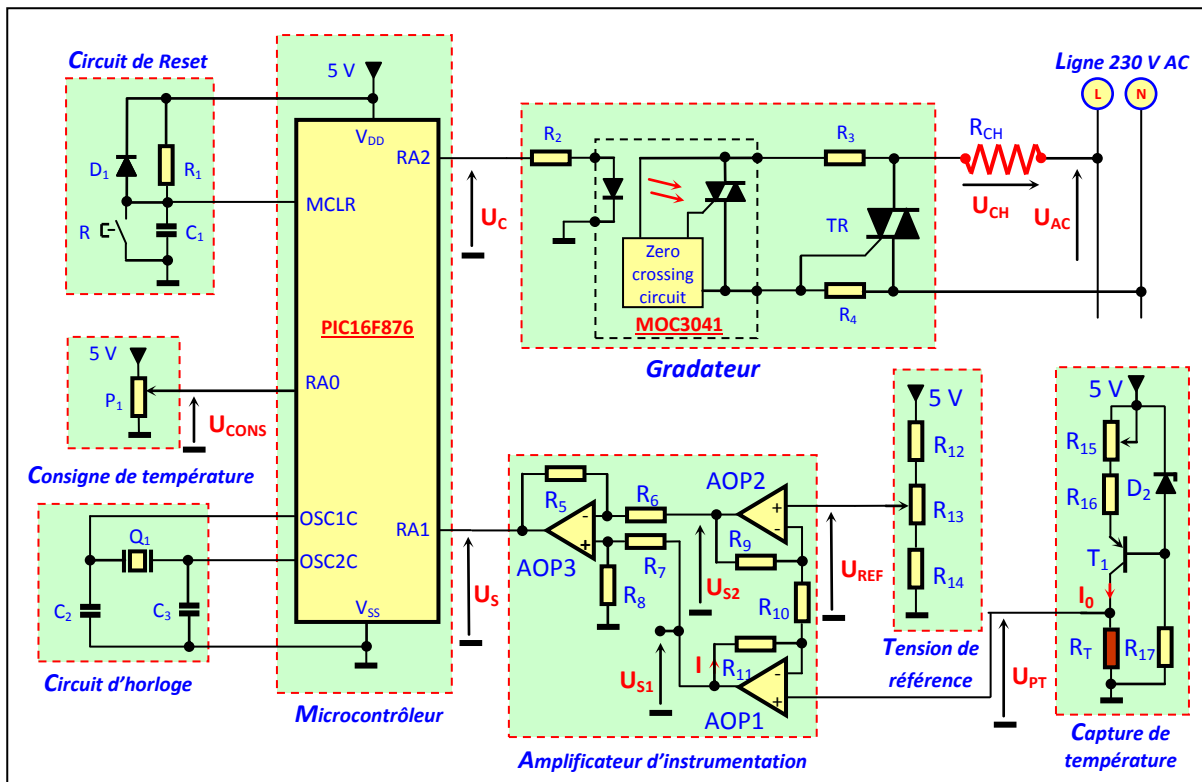 Circuit de Reset
5 V
D1
R1
R
C1
VDD
RA2
MCLR
PIC16F876
RA0
RA1
OSC1C
OSC2C
VSS
Microcontrôleur
5 V
P1
UCONS
Consigne de température
Q1
C2
C3
Circuit d'horloge
UC
R2
Zero
crossing
circuit
MOC3041
R3
TR
R4
Gradateur
Ligne 230 V AC
L
N
RCH
UCH
UAC
US
AOP3
R5
R6
R7
R8
AOP2
R9
R10
US2
US1
I
R11
AOP1
Amplificateur d'instrumentation
UREF
5 V
R12
R13
R14
Tension de
référence
UPT
5 V
R15
R16
D2
T1
I0
RT
R17
Capture de
température